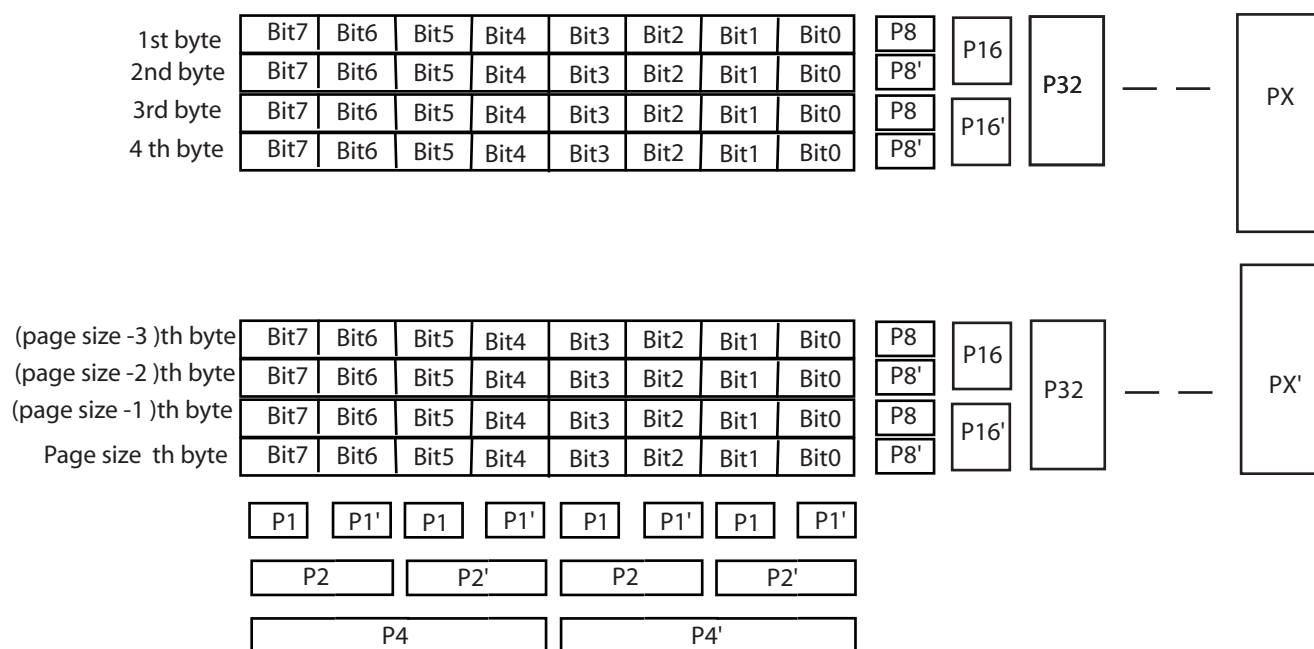 1st byte Bit7 Bit6 Bit5 Bit4 Bit3 Bit2 Bit1 Bit0 P8 P16 P32 PX
2nd byte Bit7 Bit6 Bit5 Bit4 Bit3 Bit2 Bit1 Bit0 P8'
3rd byte Bit7 Bit6 Bit5 Bit4 Bit3 Bit2 Bit1 Bit0 P8 P16'
4 th byte Bit7 Bit6 Bit5 Bit4 Bit3 Bit2 Bit1 Bit0 P8'
(page size -3 )th byte Bit7 Bit6 Bit5 Bit4 Bit3 Bit2 Bit1 Bit0 P8 P16 P32 PX'
(page size -2 )th byte Bit7 Bit6 Bit5 Bit4 Bit3 Bit2 Bit1 Bit0 P8'
(page size -1 )th byte Bit7 Bit6 Bit5 Bit4 Bit3 Bit2 Bit1 Bit0 P8 P16'
Page size th byte Bit7 Bit6 Bit5 Bit4 Bit3 Bit2 Bit1 Bit0 P8'
P1 P1' P1 P1' P1 P1' P1 P1'
P2 P2' P2 P2'
P4 P4'